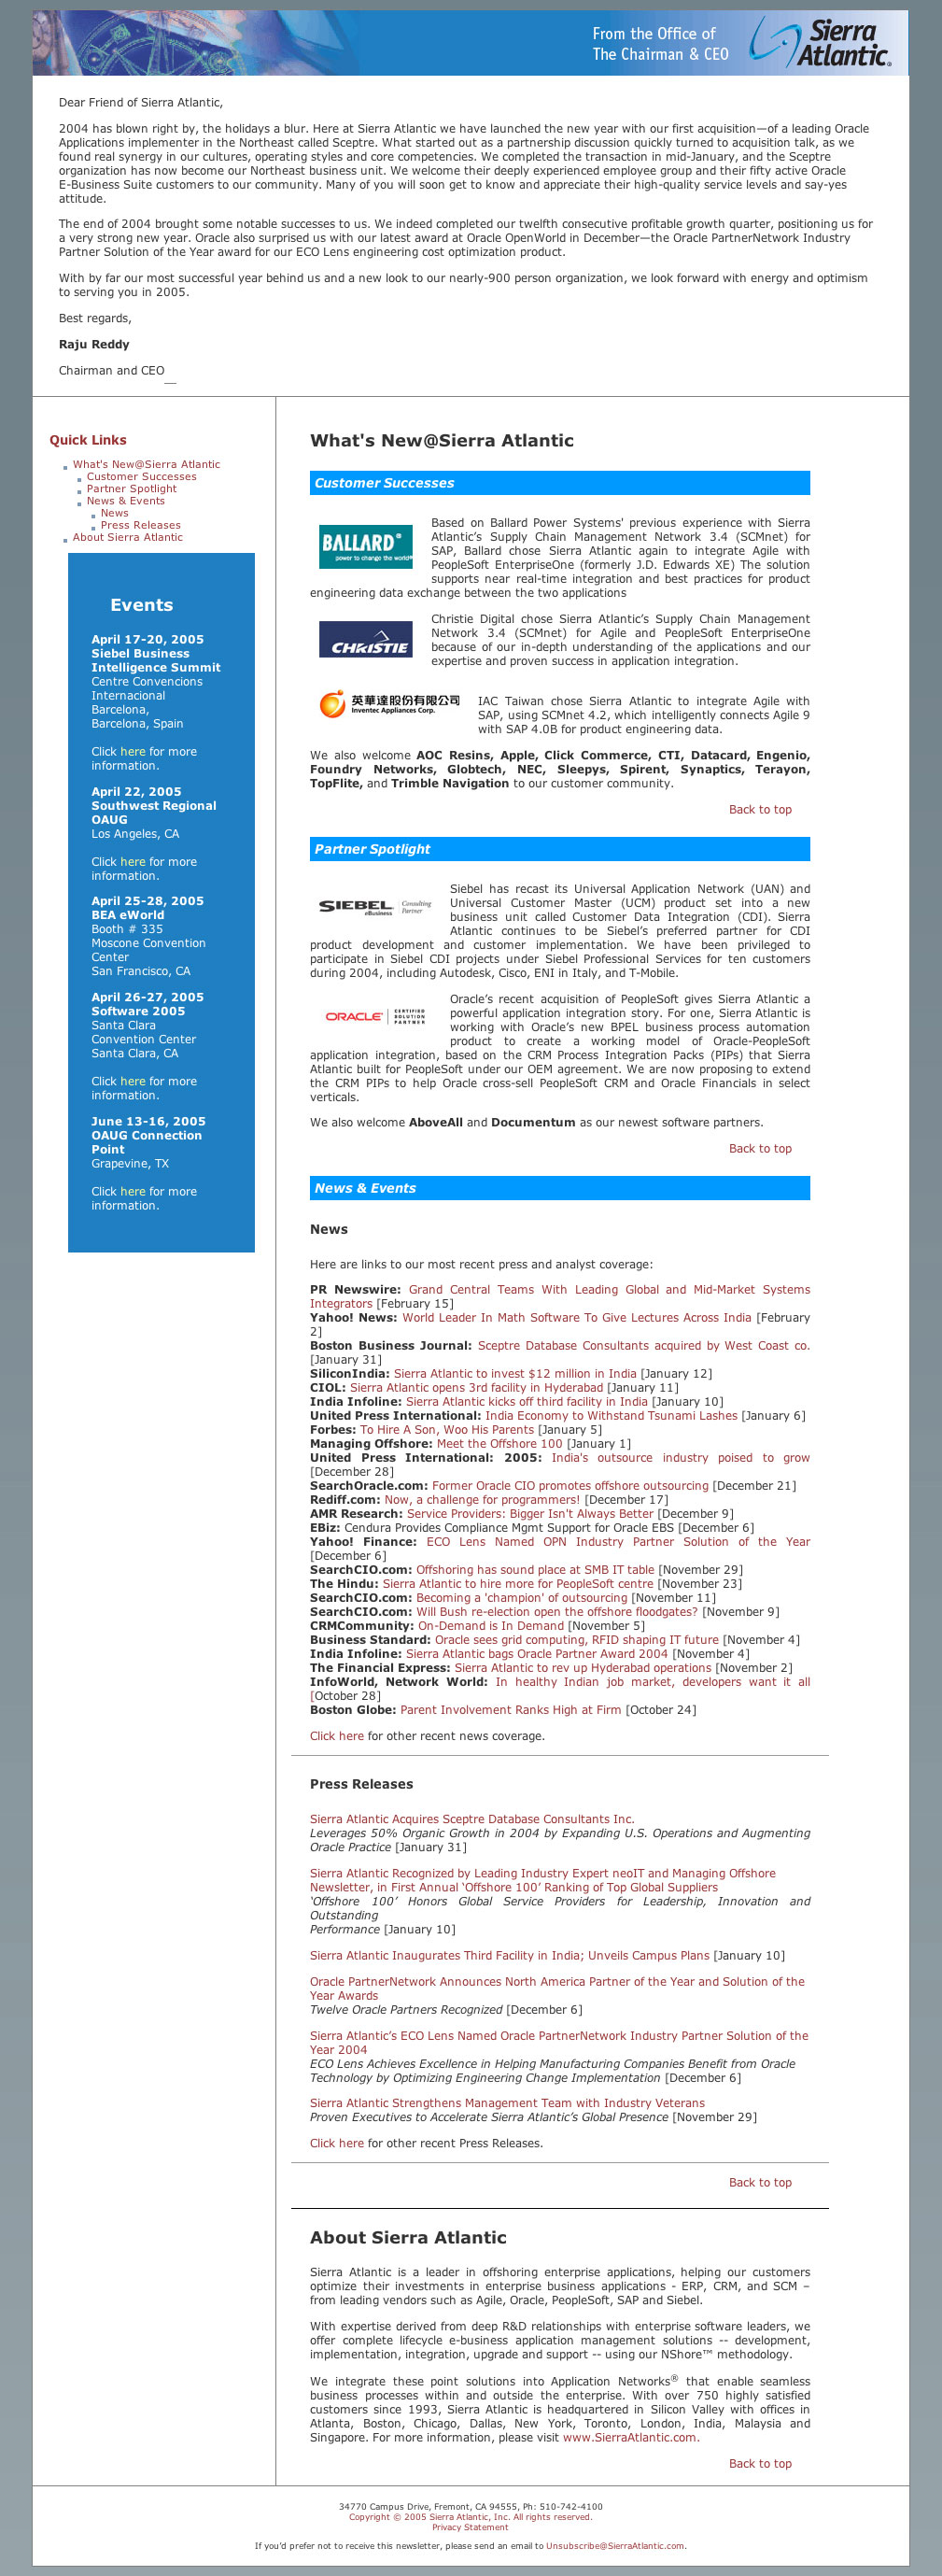 From the Office of
The Chairman & CEO
Sierra
Atlantic.
Dear Friend of Sierra Atlantic,
2004 has blown right by, the holidays a blur. Here at Sierra Atlantic we have launched the new year with our first acquisition—of a leading Oracle
Applications implementer in the Northeast called Sceptre. What started out as a partnership discussion quickly turned to acquisition talk, as we
found real synergy in our cultures, operating styles and core competencies. We completed the transaction in mid-January, and the Sceptre
organization has now become our Northeast business unit. We welcome their deeply experienced employee group and their fifty active Oracle
E-Business Suite customers to our community. Many of you will soon get to know and appreciate their high-quality service levels and say-yes
attitude.
The end of 2004 brought some notable successes to us. We indeed completed our twelfth consecutive profitable growth quarter, positioning us for
a very strong new year. Oracle also surprised us with our latest award at Oracle OpenWorld in December—the Oracle PartnerNetwork Industry
Partner Solution of the Year award for our ECO Lens engineering cost optimization product.
With by far our most successful year behind us and a new look to our nearly-900 person organization, we look forward with energy and optimism
to serving you in 2005.
Best regards,
Raju Reddy
Chairman and CEO
Quick Links
What's New@Sierra Atlantic
Customer Successes
Partner Spotlight
News & Events
News
Press Releases
About Sierra Atlantic
Events
April 17-20, 2005
Siebel Business
Intelligence Summit
Centre Convencions
Internacional
Barcelona,
Barcelona, Spain
Click here for more
information.
April 22, 2005
Southwest Regional
OAUG
Los Angeles, CA
Click here for more
information.
April 25-28, 2005
BEA eWorld
Booth # 335
Moscone Convention
Center
San Francisco, CA
April 26-27, 2005
Software 2005
Santa Clara
Convention Center
Santa Clara, CA
Click here for more
information.
June 13-16, 2005
OAUG Connection
Point
Grapevine, TX
Click here for more
information.
What's New@Sierra Atlantic
Customer Successes
BALLARD®
power to change the world®
Based on Ballard Power Systems' previous experience with Sierra
Atlantic’s Supply Chain Management Network 3.4 (SCMnet) for
SAP, Ballard chose Sierra Atlantic again to integrate Agile with
PeopleSoft EnterpriseOne (formerly J.D. Edwards XE) The solution
supports near real-time integration and best practices for product
engineering data exchange between the two applications
CHRISTIE
Christie Digital chose Sierra Atlantic’s Supply Chain Management
Network 3.4 (SCMnet) for Agile and PeopleSoft EnterpriseOne
because of our in-depth understanding of the applications and our
expertise and proven success in application integration.
英華達股份有限公司
Inventec Appliances Corp.
IAC Taiwan chose Sierra Atlantic to integrate Agile with
SAP, using SCMnet 4.2, which intelligently connects Agile 9
with SAP 4.0B for product engineering data.
We also welcome AOC Resins, Apple, Click Commerce, CTI, Datacard, Engenio,
Foundry Networks, Globtech, NEC, Sleepys, Spirent, Synaptics, Terayon,
TopFlite, and Trimble Navigation to our customer community.
Back to top
Partner Spotlight
SIEBEL
eBusiness
Consulting
Partner
Siebel has recast its Universal Application Network (UAN) and
Universal Customer Master (UCM) product set into a new
business unit called Customer Data Integration (CDI). Sierra
Atlantic continues to be Siebel’s preferred partner for CDI
product development and customer implementation. We have been privileged to
participate in Siebel CDI projects under Siebel Professional Services for ten customers
during 2004, including Autodesk, Cisco, ENI in Italy, and T-Mobile.
ORACLE
CERTIFIED
SOLUTION
PARTNER
Oracle’s recent acquisition of PeopleSoft gives Sierra Atlantic a
powerful application integration story. For one, Sierra Atlantic is
working with Oracle’s new BPEL business process automation
product to create a working model of Oracle-PeopleSoft
application integration, based on the CRM Process Integration Packs (PIPs) that Sierra
Atlantic built for PeopleSoft under our OEM agreement. We are now proposing to extend
the CRM PIPs to help Oracle cross-sell PeopleSoft CRM and Oracle Financials in select
verticals.
We also welcome AboveAll and Documentum as our newest software partners.
Back to top
News & Events
News
Here are links to our most recent press and analyst coverage:
PR Newswire: Grand Central Teams With Leading Global and Mid-Market Systems
Integrators [February 15]
Yahoo! News: World Leader In Math Software To Give Lectures Across India [February
2]
Boston Business Journal: Sceptre Database Consultants acquired by West Coast co.
[January 31]
SiliconIndia: Sierra Atlantic to invest $12 million in India [January 12]
CIOL: Sierra Atlantic opens 3rd facility in Hyderabad [January 11]
India Infoline: Sierra Atlantic kicks off third facility in India [January 10]
United Press International: India Economy to Withstand Tsunami Lashes [January 6]
Forbes: To Hire A Son, Woo His Parents [January 5]
Managing Offshore: Meet the Offshore 100 [January 1]
United Press International: 2005: India's outsource industry poised to grow
[December 28]
SearchOracle.com: Former Oracle CIO promotes offshore outsourcing [December 21]
Rediff.com: Now, a challenge for programmers! [December 17]
AMR Research: Service Providers: Bigger Isn't Always Better [December 9]
EBiz: Cendura Provides Compliance Mgmt Support for Oracle EBS [December 6]
Yahoo! Finance: ECO Lens Named OPN Industry Partner Solution of the Year
[December 6]
SearchCIO.com: Offshoring has sound place at SMB IT table [November 29]
The Hindu: Sierra Atlantic to hire more for PeopleSoft centre [November 23]
SearchCIO.com: Becoming a 'champion' of outsourcing [November 11]
SearchCIO.com: Will Bush re-election open the offshore floodgates? [November 9]
CRMCommunity: On-Demand is In Demand [November 5]
Business Standard: Oracle sees grid computing, RFID shaping IT future [November 4]
India Infoline: Sierra Atlantic bags Oracle Partner Award 2004 [November 4]
The Financial Express: Sierra Atlantic to rev up Hyderabad operations [November 2]
InfoWorld, Network World: In healthy Indian job market, developers want it all
[October 28]
Boston Globe: Parent Involvement Ranks High at Firm [October 24]
Click here for other recent news coverage.
Press Releases
Sierra Atlantic Acquires Sceptre Database Consultants Inc.
Leverages 50% Organic Growth in 2004 by Expanding U.S. Operations and Augmenting
Oracle Practice [January 31]
Sierra Atlantic Recognized by Leading Industry Expert neoIT and Managing Offshore
Newsletter, in First Annual ‘Offshore 100’ Ranking of Top Global Suppliers
‘Offshore 100’ Honors Global Service Providers for Leadership, Innovation and
Outstanding
Performance [January 10]
Sierra Atlantic Inaugurates Third Facility in India; Unveils Campus Plans [January 10]
Oracle PartnerNetwork Announces North America Partner of the Year and Solution of the
Year Awards
Twelve Oracle Partners Recognized [December 6]
Sierra Atlantic’s ECO Lens Named Oracle PartnerNetwork Industry Partner Solution of the
Year 2004
ECO Lens Achieves Excellence in Helping Manufacturing Companies Benefit from Oracle
Technology by Optimizing Engineering Change Implementation [December 6]
Sierra Atlantic Strengthens Management Team with Industry Veterans
Proven Executives to Accelerate Sierra Atlantic’s Global Presence [November 29]
Click here for other recent Press Releases.
Back to top
About Sierra Atlantic
Sierra Atlantic is a leader in offshoring enterprise applications, helping our customers
optimize their investments in enterprise business applications - ERP, CRM, and SCM –
from leading vendors such as Agile, Oracle, PeopleSoft, SAP and Siebel.
With expertise derived from deep R&D relationships with enterprise software leaders, we
offer complete lifecycle e-business application management solutions -- development,
implementation, integration, upgrade and support -- using our NShore™ methodology.
We integrate these point solutions into Application Networks® that enable seamless
business processes within and outside the enterprise. With over 750 highly satisfied
customers since 1993, Sierra Atlantic is headquartered in Silicon Valley with offices in
Atlanta, Boston, Chicago, Dallas, New York, Toronto, London, India, Malaysia and
Singapore. For more information, please visit www.SierraAtlantic.com.
Back to top
34770 Campus Drive, Fremont, CA 94555, Ph: 510-742-4100
Copyright © 2005 Sierra Atlantic, Inc. All rights reserved.
Privacy Statement
If you’d prefer not to receive this newsletter, please send an email to Unsubscribe@SierraAtlantic.com.